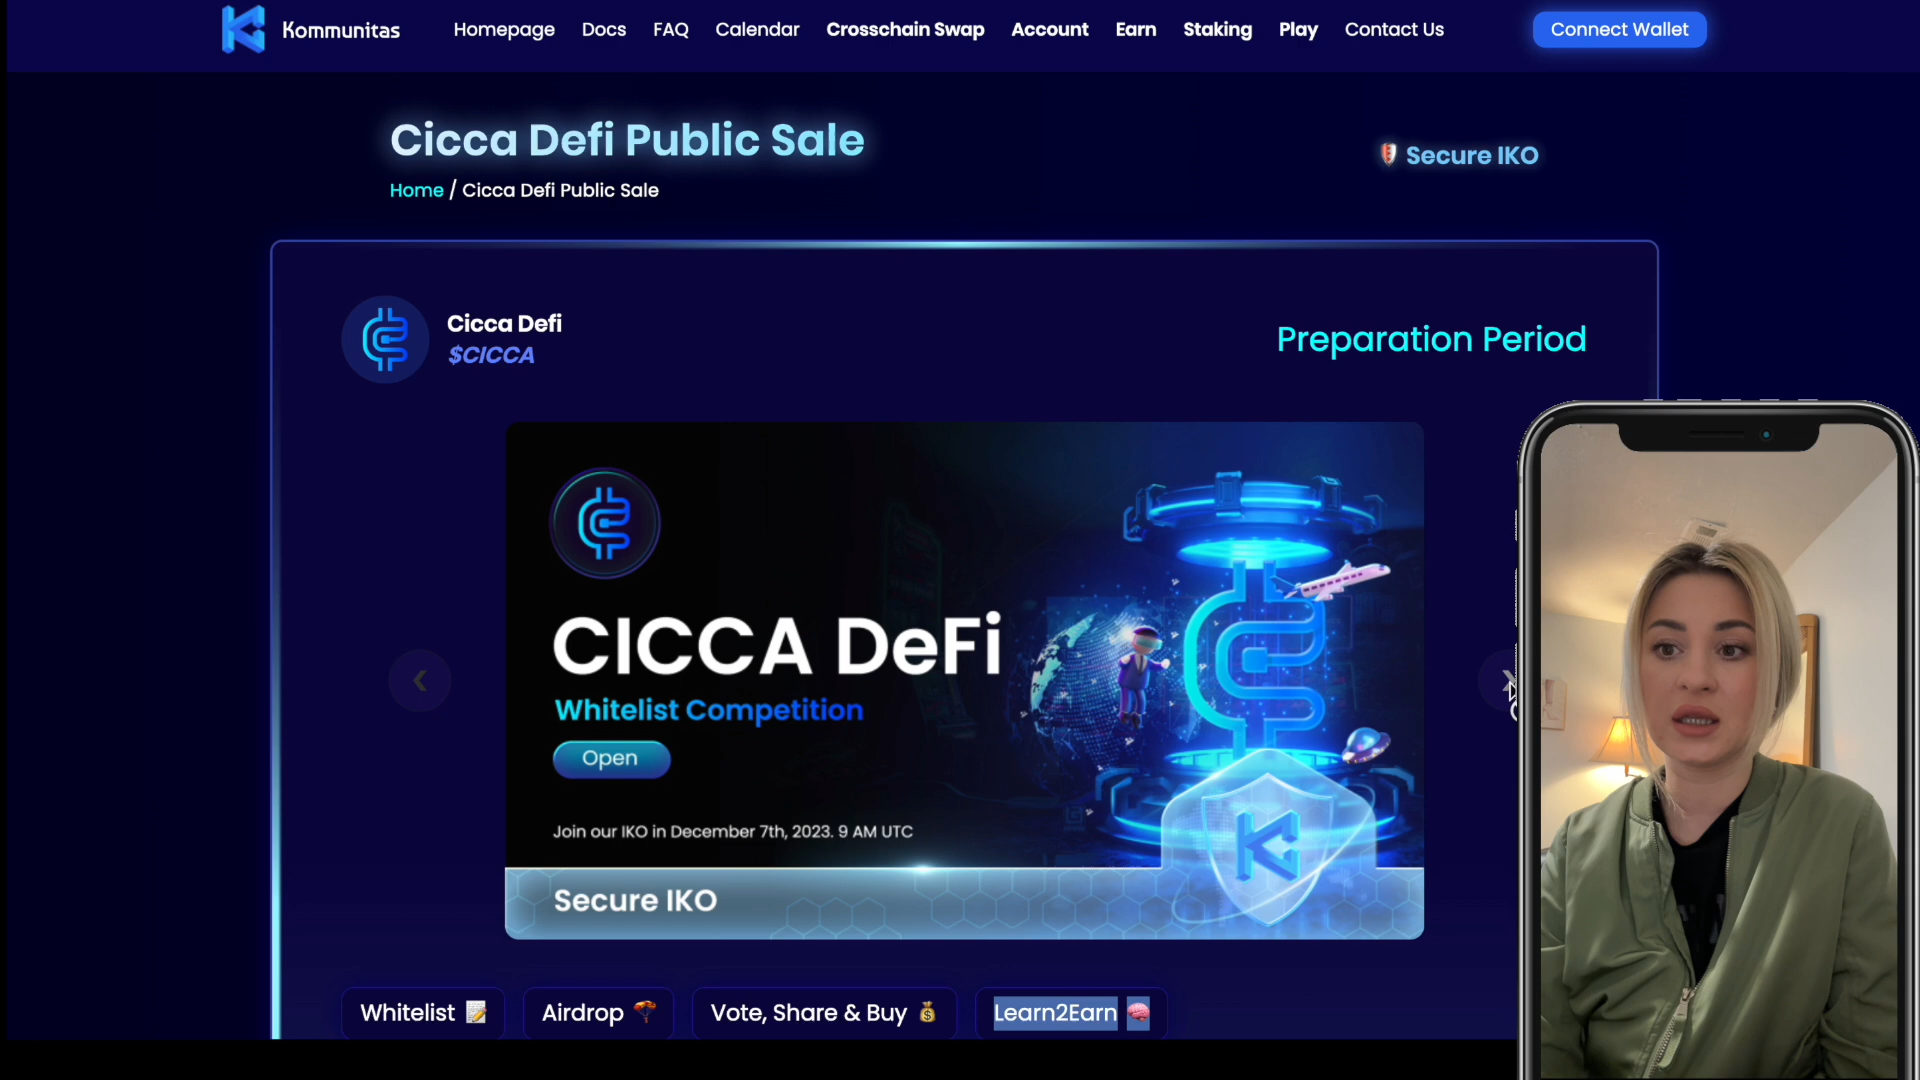 Kommunitas
Homepage
Docs
FAQ
Calendar
Crosschain Swap
Account
Earn
Staking
Play
Contact Us
Connect Wallet
Cicca Defi Public Sale
Secure IKO
Home / Cicca Defi Public Sale
Cicca Defi
$CICCA
Preparation Period
CICCA DeFi
Whitelist Competition
Open
Join our IKO in December 7th, 2023. 9 AM UTC
Secure IKO
Whitelist 📝
Airdrop 🪂
Vote, Share & Buy 💰
Learn2Earn 🧠